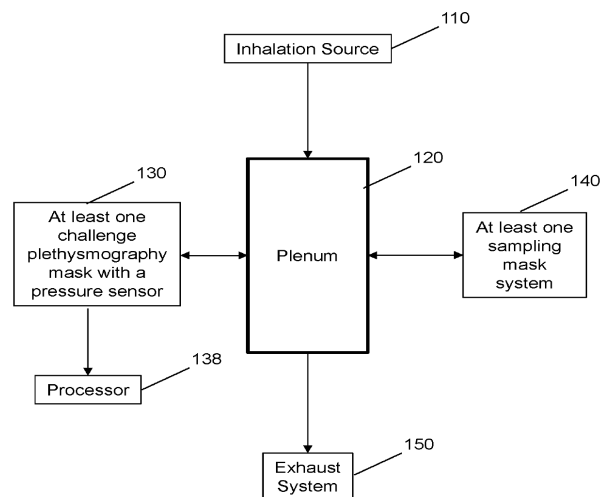 110
Inhalation Source
120
130
140
At least one
challenge
plethysmography
mask with a
pressure sensor
Plenum
At least one
sampling
mask
system
138
Processor
150
Exhaust
System